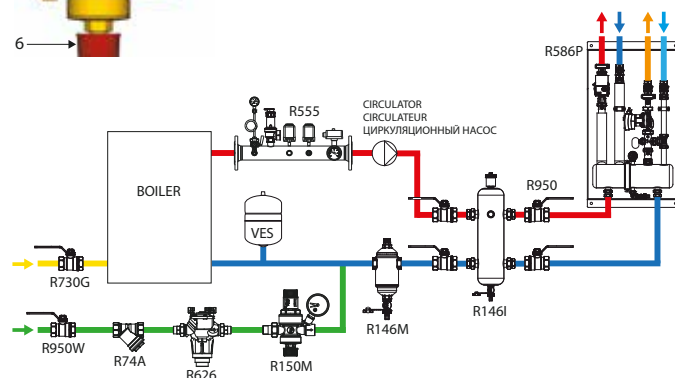 6
R586P
R555
CIRCULATOR
CIRCULATEUR
ЦИРКУЛЯЦИОННЫЙ НАСОС
BOILER
R950
VES
R730G
R146I
R146M
R950W
R74A
R626
R150M